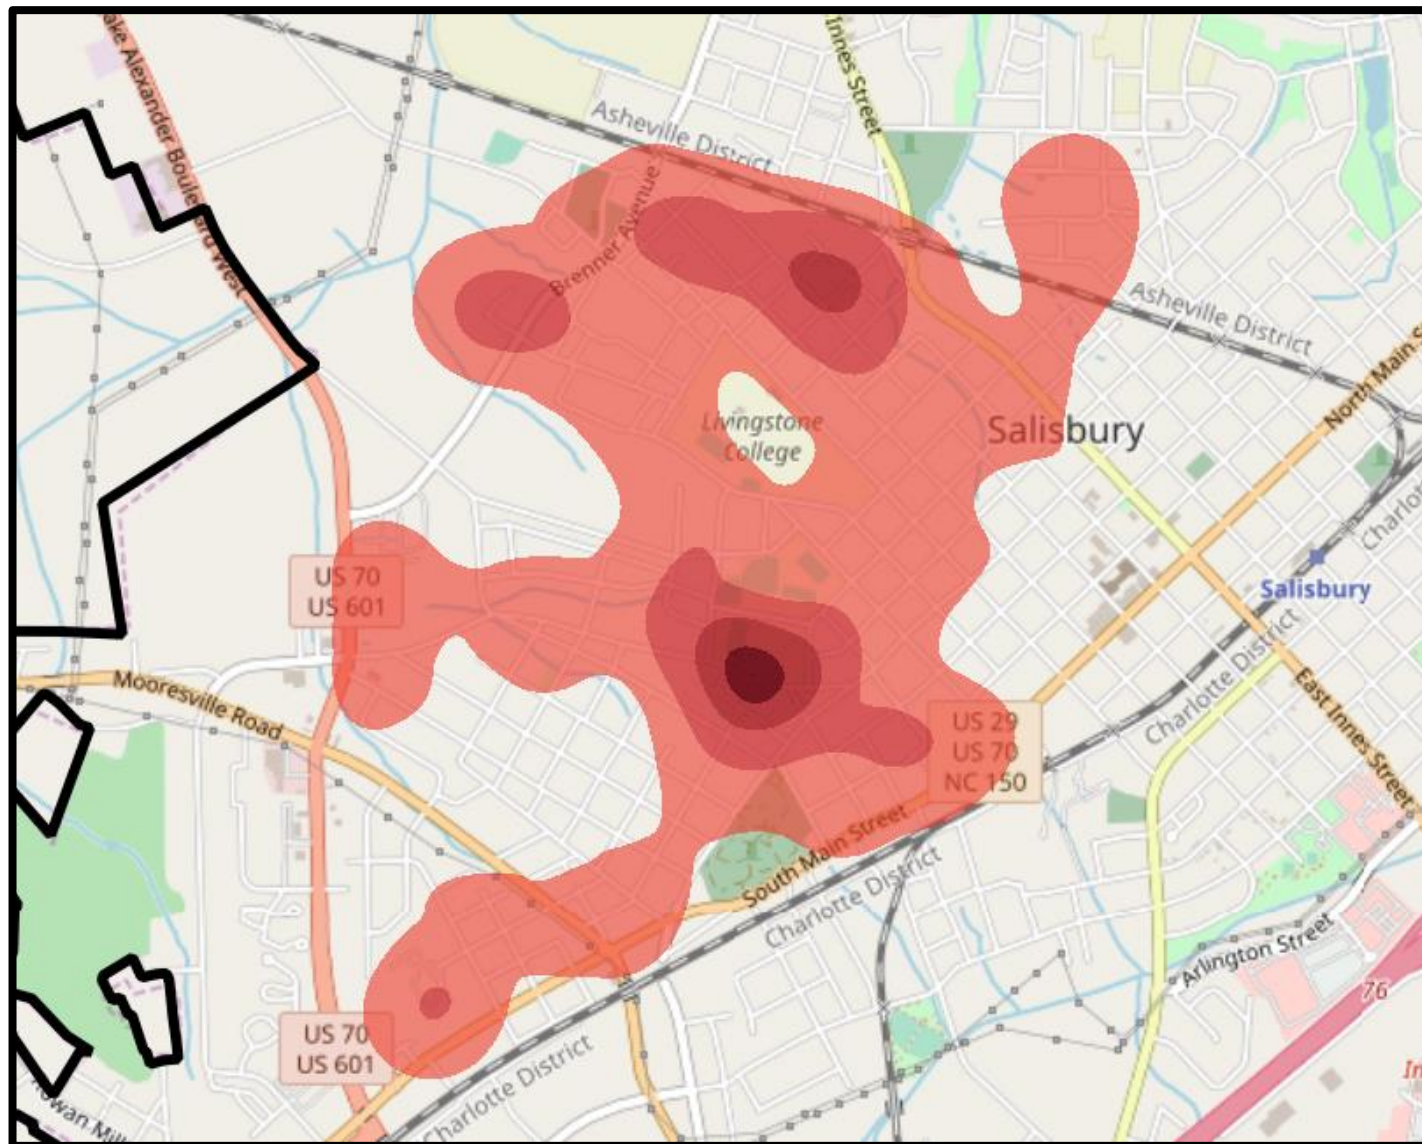 ake Alexander Boulevard West
Innes Street
Asheville District
Brenner Avenue
Asheville District
North Main S
Livingstone
College
Salisbury
Charlo
US 70
US 601
Salisbury
Charlotte District
Mooresville Road
East Innes Street
US 29
US 70
NC 150
South Main Street
Charlotte District
Arlington Street
76
US 70
US 601
Charlotte District
In
Rowan Mill